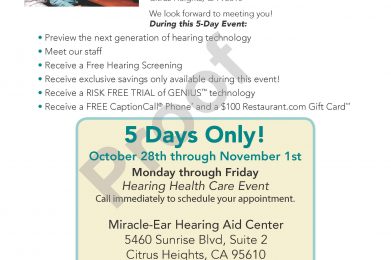 We look forward to meeting you!
During this 5-Day Event:
• Preview the next generation of hearing technology
• Meet our staff
• Receive a Free Hearing Screening
• Receive exclusive savings only available during this event!
• Receive a RISK FREE TRIAL of GENIUS™ technology
• Receive a FREE CaptionCall® Phone* and a $100 Restaurant.com Gift Card**
Proof
5 Days Only!
October 28th through November 1st
Monday through Friday
Hearing Health Care Event
Call immediately to schedule your appointment.
Miracle-Ear Hearing Aid Center
5460 Sunrise Blvd, Suite 2
Citrus Heights, CA 95610